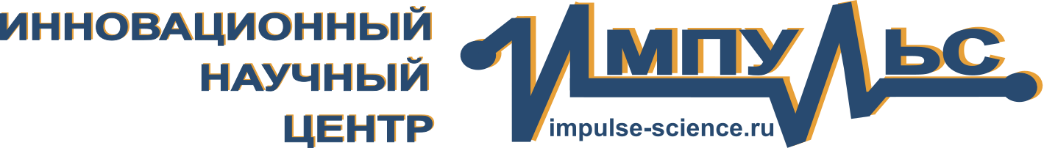 ИННОВАЦИОННЫЙ
НАУЧНЫЙ
ЦЕНТР
ИМПУЛЬС
impulse-science.ru